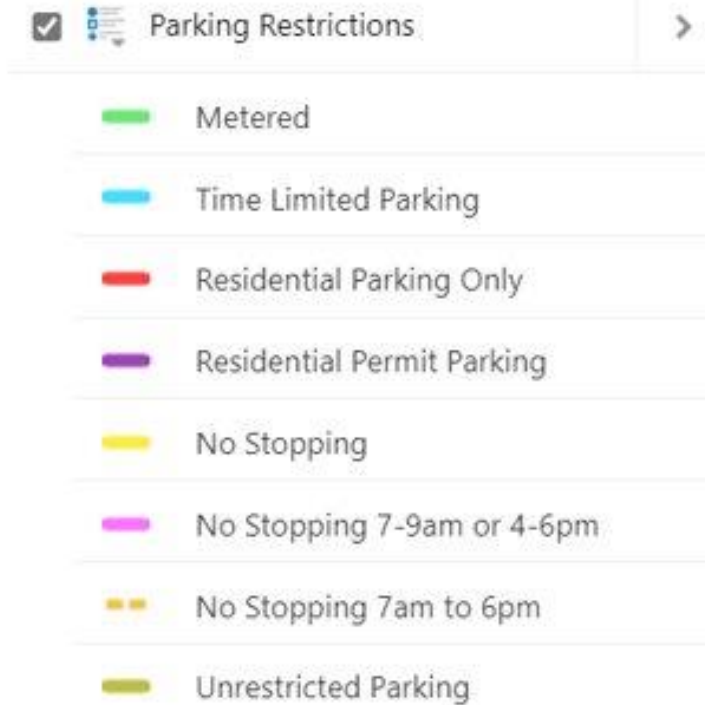 Parking Restrictions
Metered
Time Limited Parking
Residential Parking Only
Residential Permit Parking
No Stopping
No Stopping 7-9am or 4-6pm
No Stopping 7am to 6pm
Unrestricted Parking